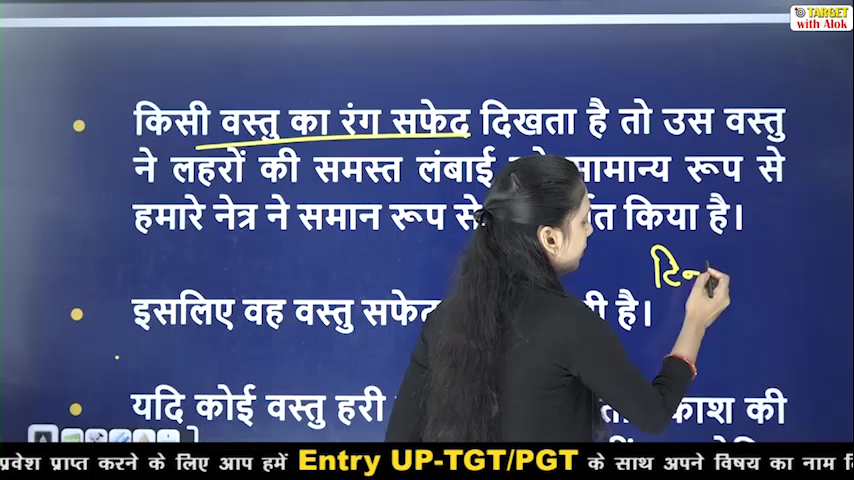 TARGET
with Alok
किसी वस्तु का रंग सफेद दिखता है तो उस वस्तु
ने लहरों की समस्त लंबाई सामान्य रूप से
हमारे नेत्र ने समान रूप से किया है।
इसलिए वह वस्तु है।
यदि कोई वस्तु हरी की
प्रवेश प्राप्त करने के लिए आप हमें Entry UP-TGT/PGT के साथ अपने विषय का नाम